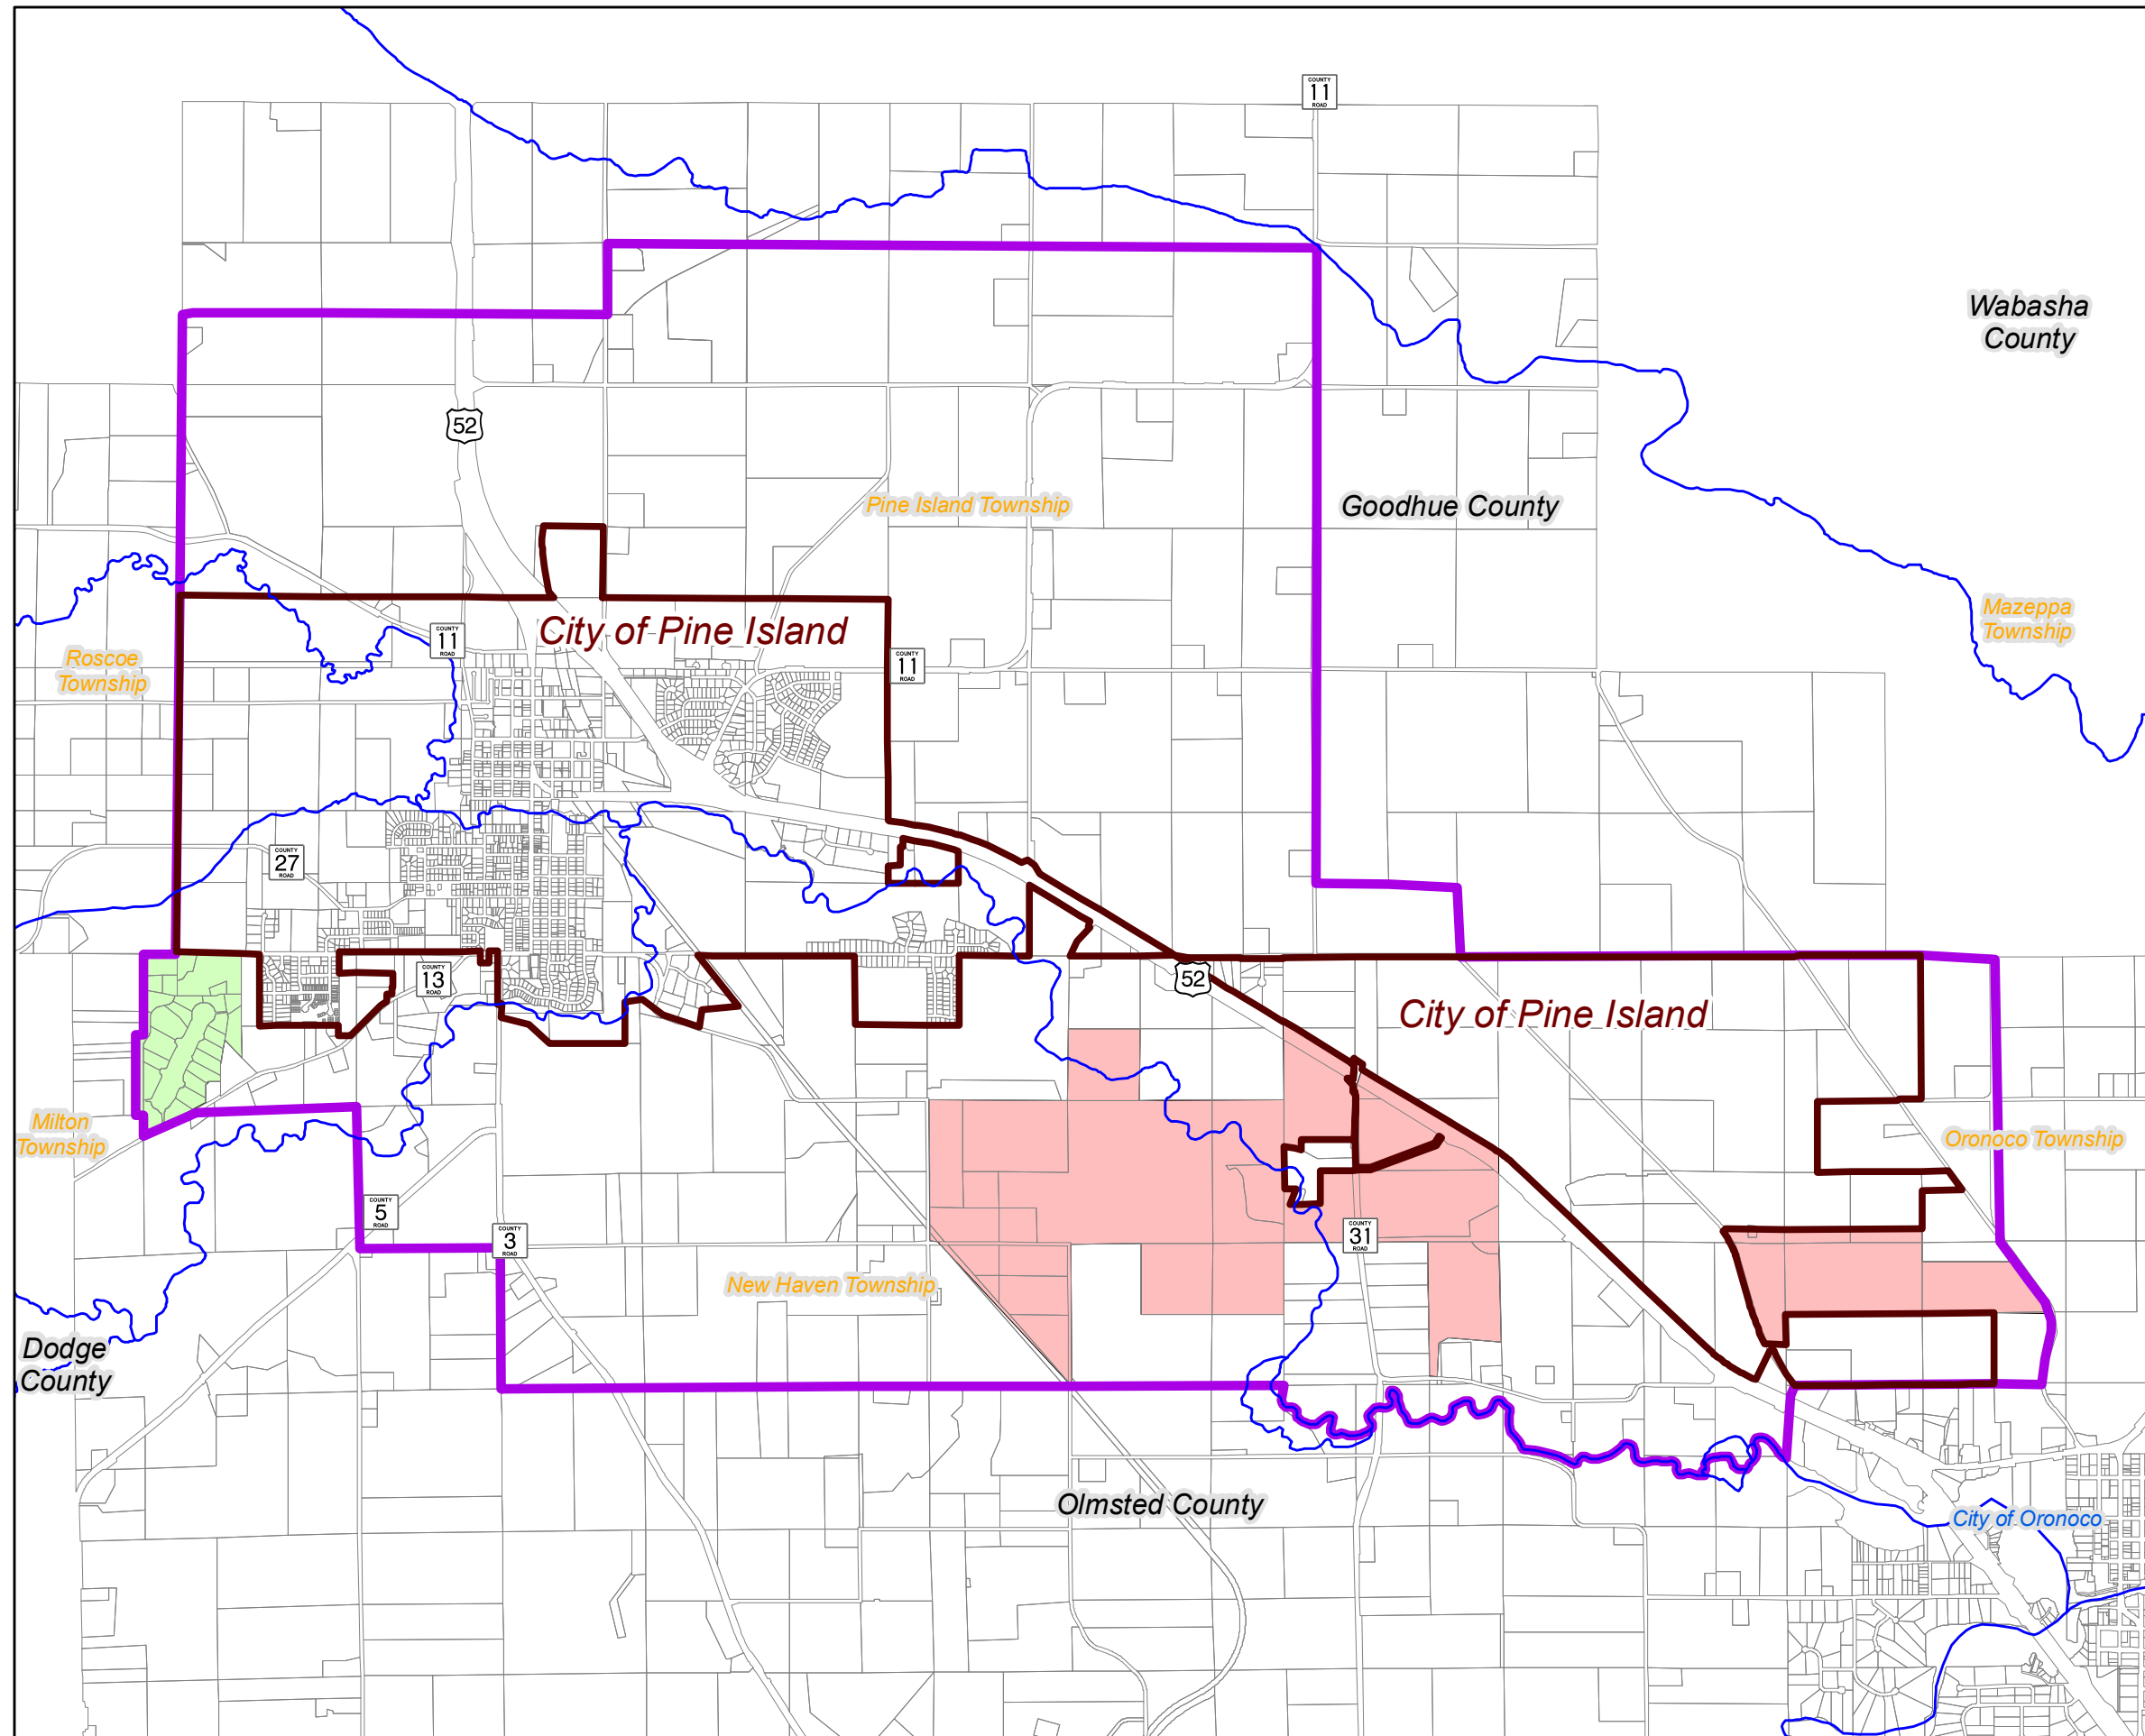 COUNTY
11
ROAD
Wabasha
County
52
Pine Island Township
Goodhue County
Mazeppa
Township
City of Pine Island
COUNTY
11
ROAD
COUNTY
11
ROAD
Roscoe
Township
COUNTY
27
ROAD
COUNTY
13
ROAD
52
City of Pine Island
Milton
Township
Oronoco Township
COUNTY
5
ROAD
COUNTY
3
ROAD
COUNTY
31
ROAD
New Haven Township
Dodge
County
Olmsted County
City of Oronoco